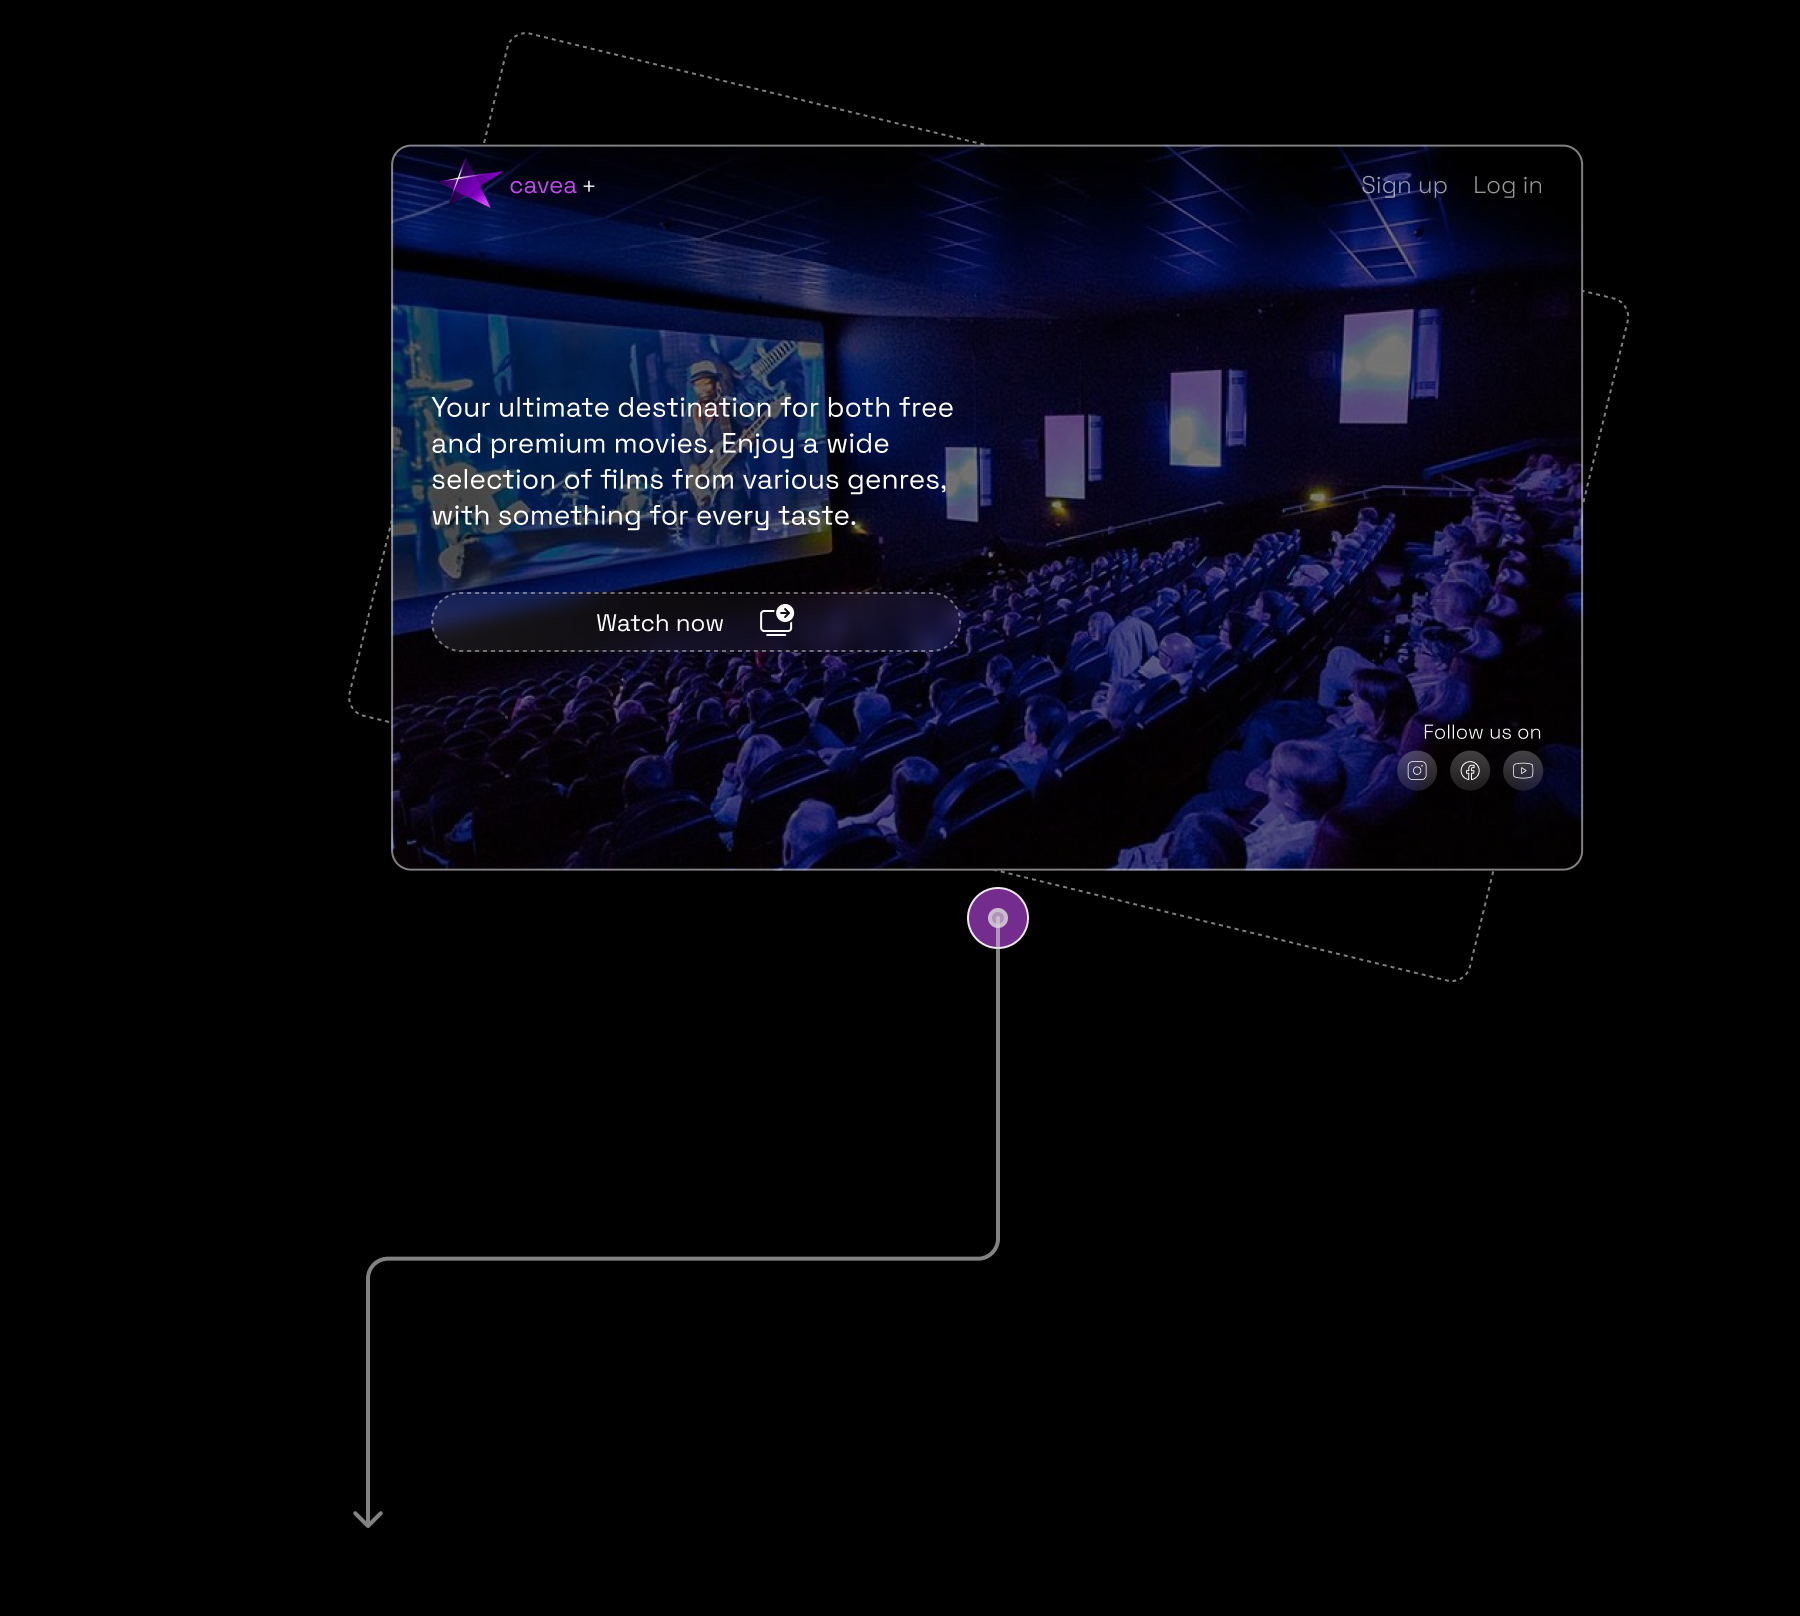 cavea +
Sign up
Log in
Your ultimate destination for both free
and premium movies. Enjoy a wide
selection of films from various genres,
with something for every taste.
Watch now
Follow us on